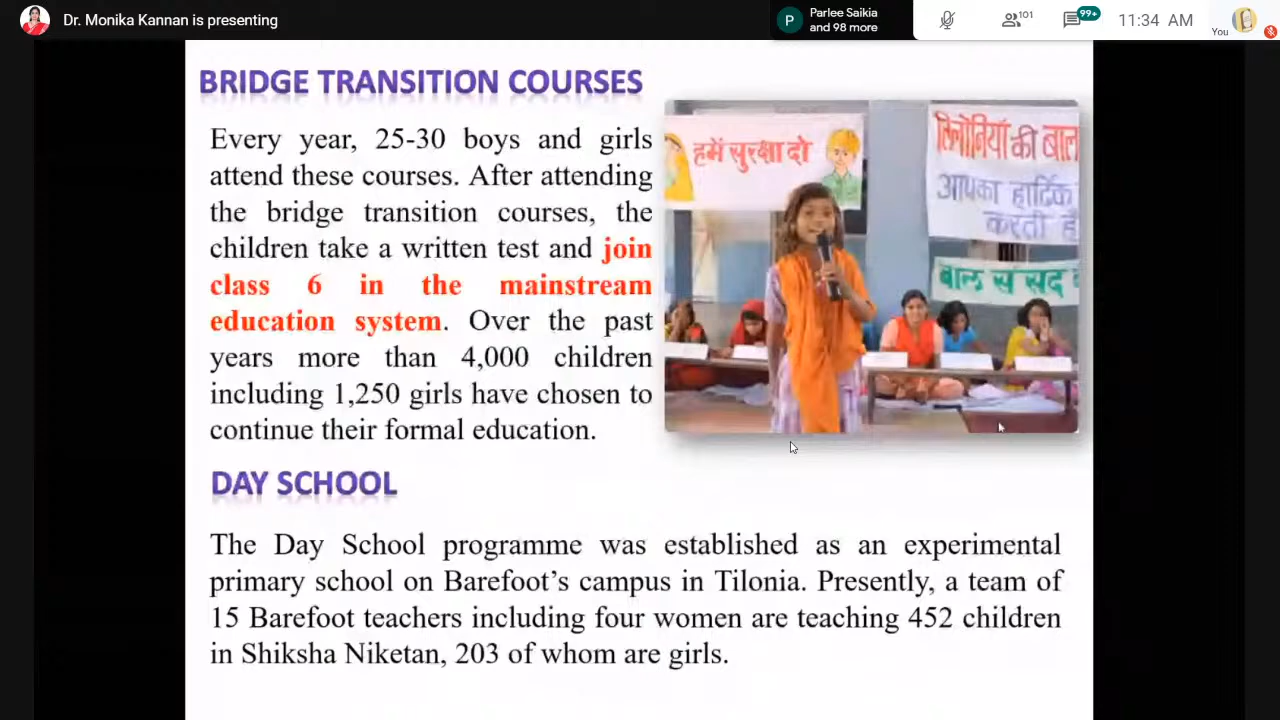 Dr. Monika Kannan is presenting
P
Parlee Saikia
and 98 more
101
99+
11:34 AM
You
BRIDGE TRANSITION COURSES
Every year, 25-30 boys and girls
attend these courses. After attending
the bridge transition courses, the
children take a written test and join
class 6 in the mainstream
education system. Over the past
years more than 4,000 children
including 1,250 girls have chosen to
continue their formal education.
हमें सुरक्षा दो
तिलोनियाँ की बाल
आपका हार्दिक
करती है
बाल संसद
DAY SCHOOL
The Day School programme was established as an experimental
primary school on Barefoot's campus in Tilonia. Presently, a team of
15 Barefoot teachers including four women are teaching 452 children
in Shiksha Niketan, 203 of whom are girls.